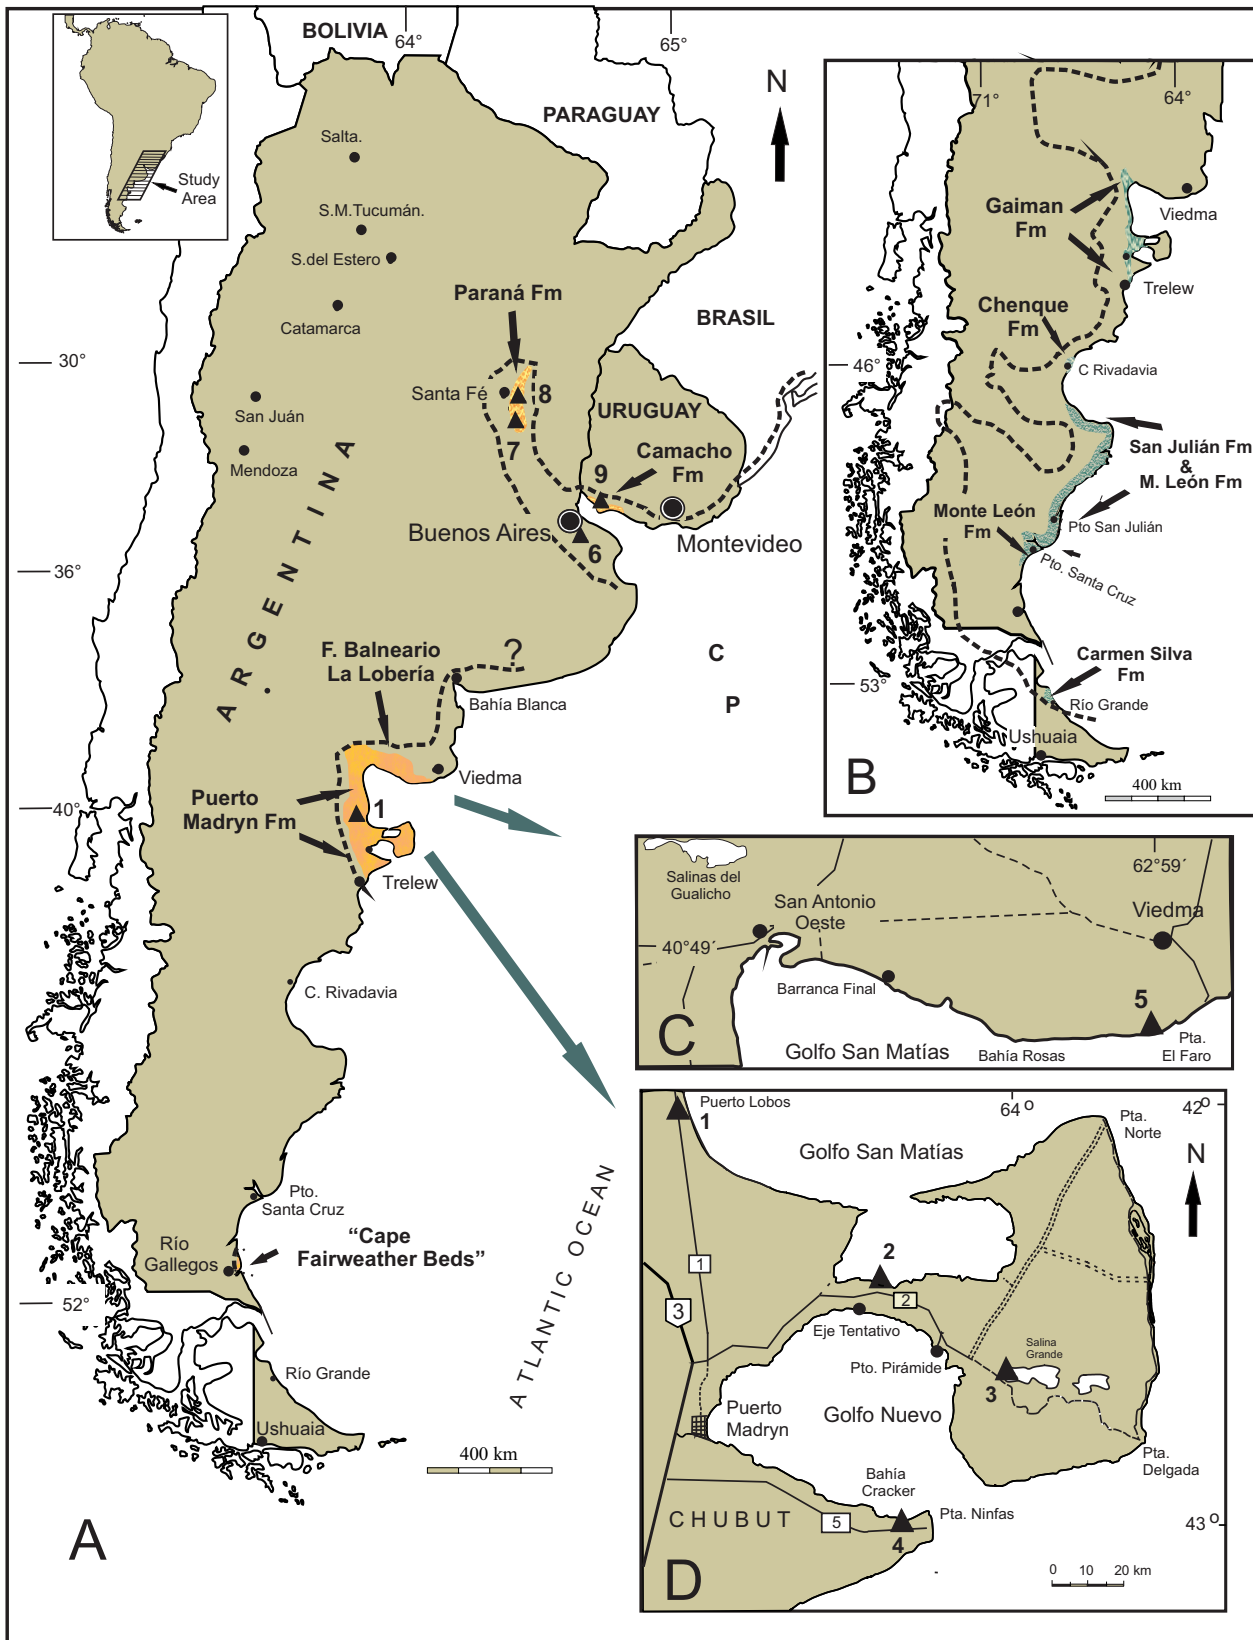 BOLIVIA
64°
65°
PARAGUAY
N
Study
Area
Salta.
S.M.Tucumán.
S.del Estero
Catamarca
Paraná Fm
BRASIL
30°
Santa Fé
8
7
San Juán
Mendoza
URUGUAY
Camacho
Fm
9
Buenos Aires
6
Montevideo
36°
ARGENTINA
F. Balneario
La Lobería
?
Bahía Blanca
C
P
Viedma
40°
Puerto
Madryn Fm
1
Trelew
C. Rivadavia
Pto.
Santa Cruz
Río
Gallegos
“Cape
Fairweather Beds”
52°
Río Grande
Ushuaia
ATLANTIC OCEAN
400 km
A
71°
64°
Gaiman
Fm
Viedma
Trelew
Chenque
Fm
46°
C Rivadavia
San Julián Fm
&
M. León Fm
Monte León
Fm
Pto San Julián
Pto. Santa Cruz
Carmen Silva
Fm
53°
Río Grande
Ushuaia
B
400 km
62°59´
Salinas del
Gualicho
San Antonio
Oeste
Viedma
40°49´
Barranca Final
5
C
Golfo San Matías
Bahía Rosas
Pta.
El Faro
Puerto Lobos
1
64°
42°
Pta.
Norte
Golfo San Matías
N
2
1
3
2
Eje Tentativo
Pto. Pirámide
Salina
Grande
3
Puerto
Madryn
Golfo Nuevo
Pta.
Delgada
Bahía
Cracker
CHUBUT
5
4
Pta. Ninfas
43°
D
0 10 20 km